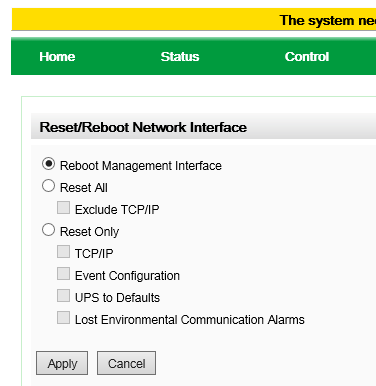 The system ne
Home Status Control
Reset/Reboot Network Interface
Reboot Management Interface
Reset All
Exclude TCP/IP
Reset Only
TCP/IP
Event Configuration
UPS to Defaults
Lost Environmental Communication Alarms
Apply Cancel